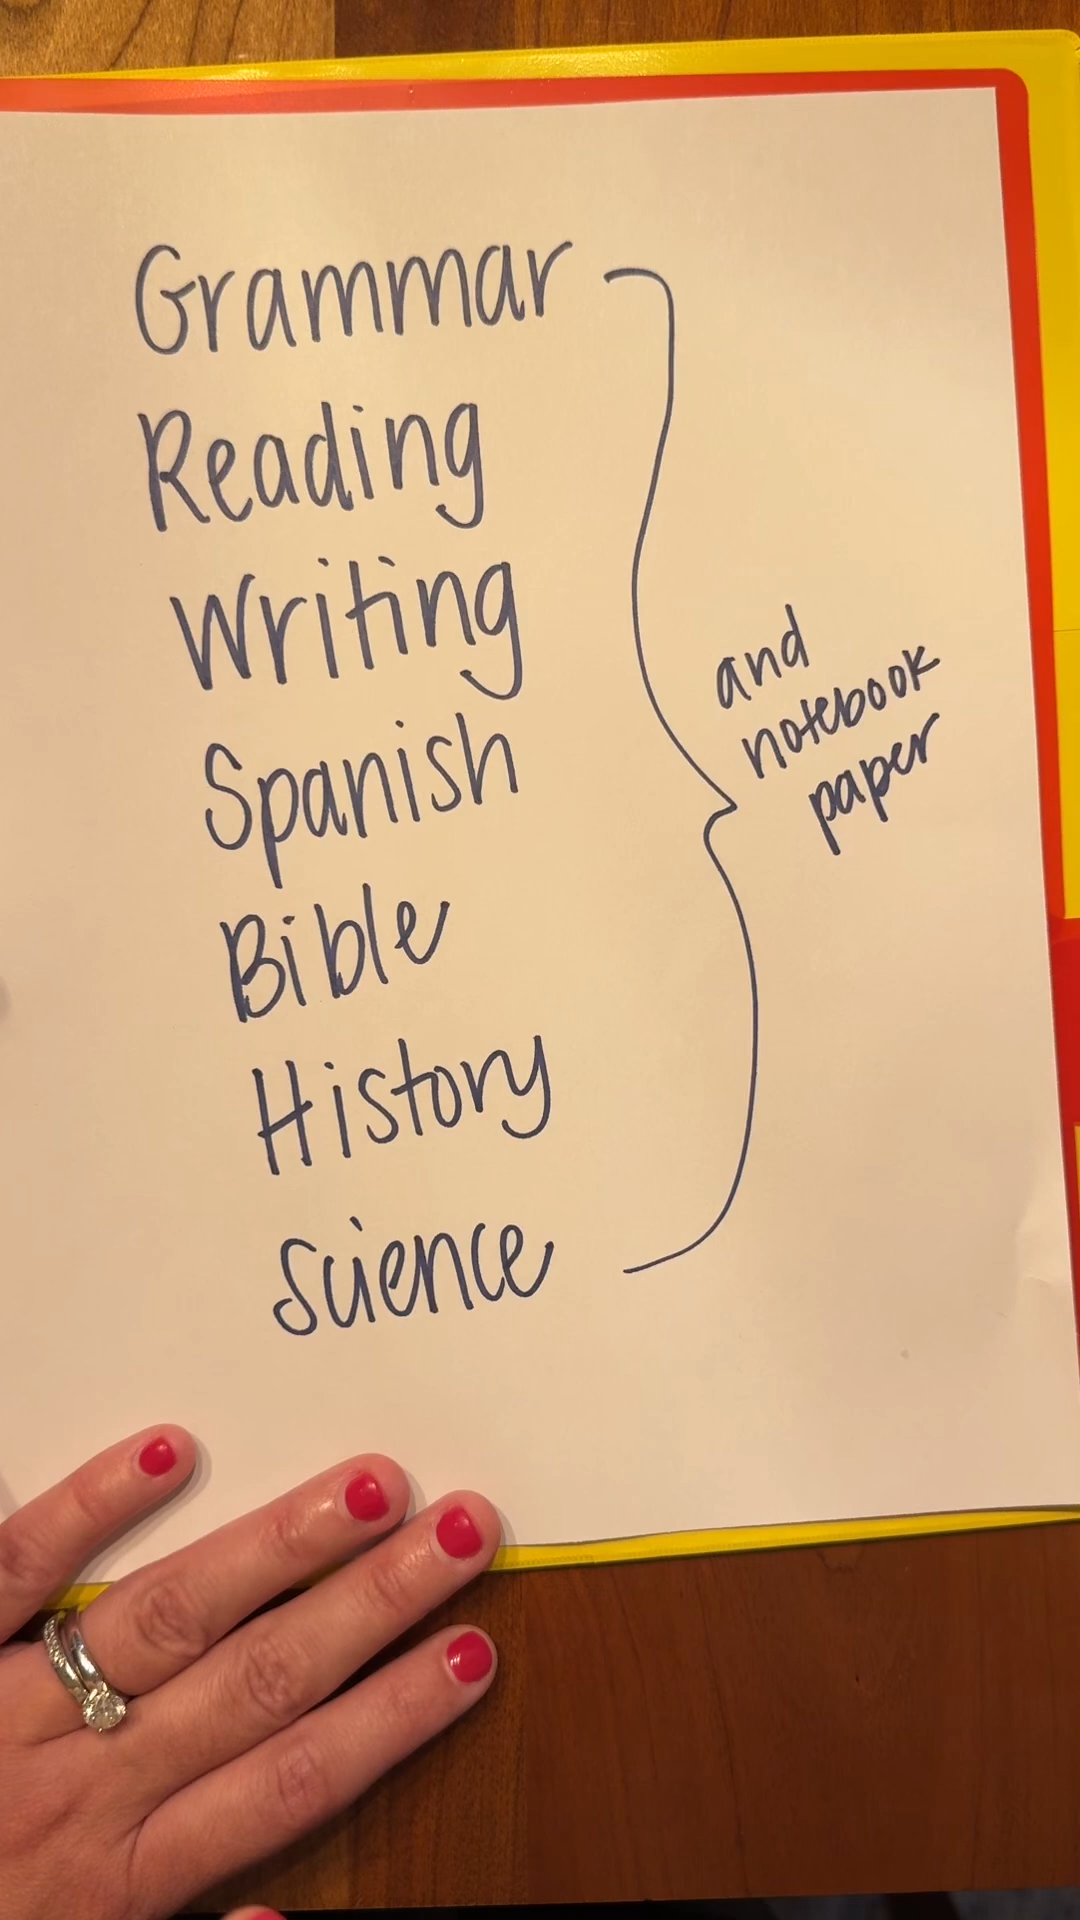 Grammar
Reading
Writing
Spanish
Bible
History
Science
and
notebook
paper